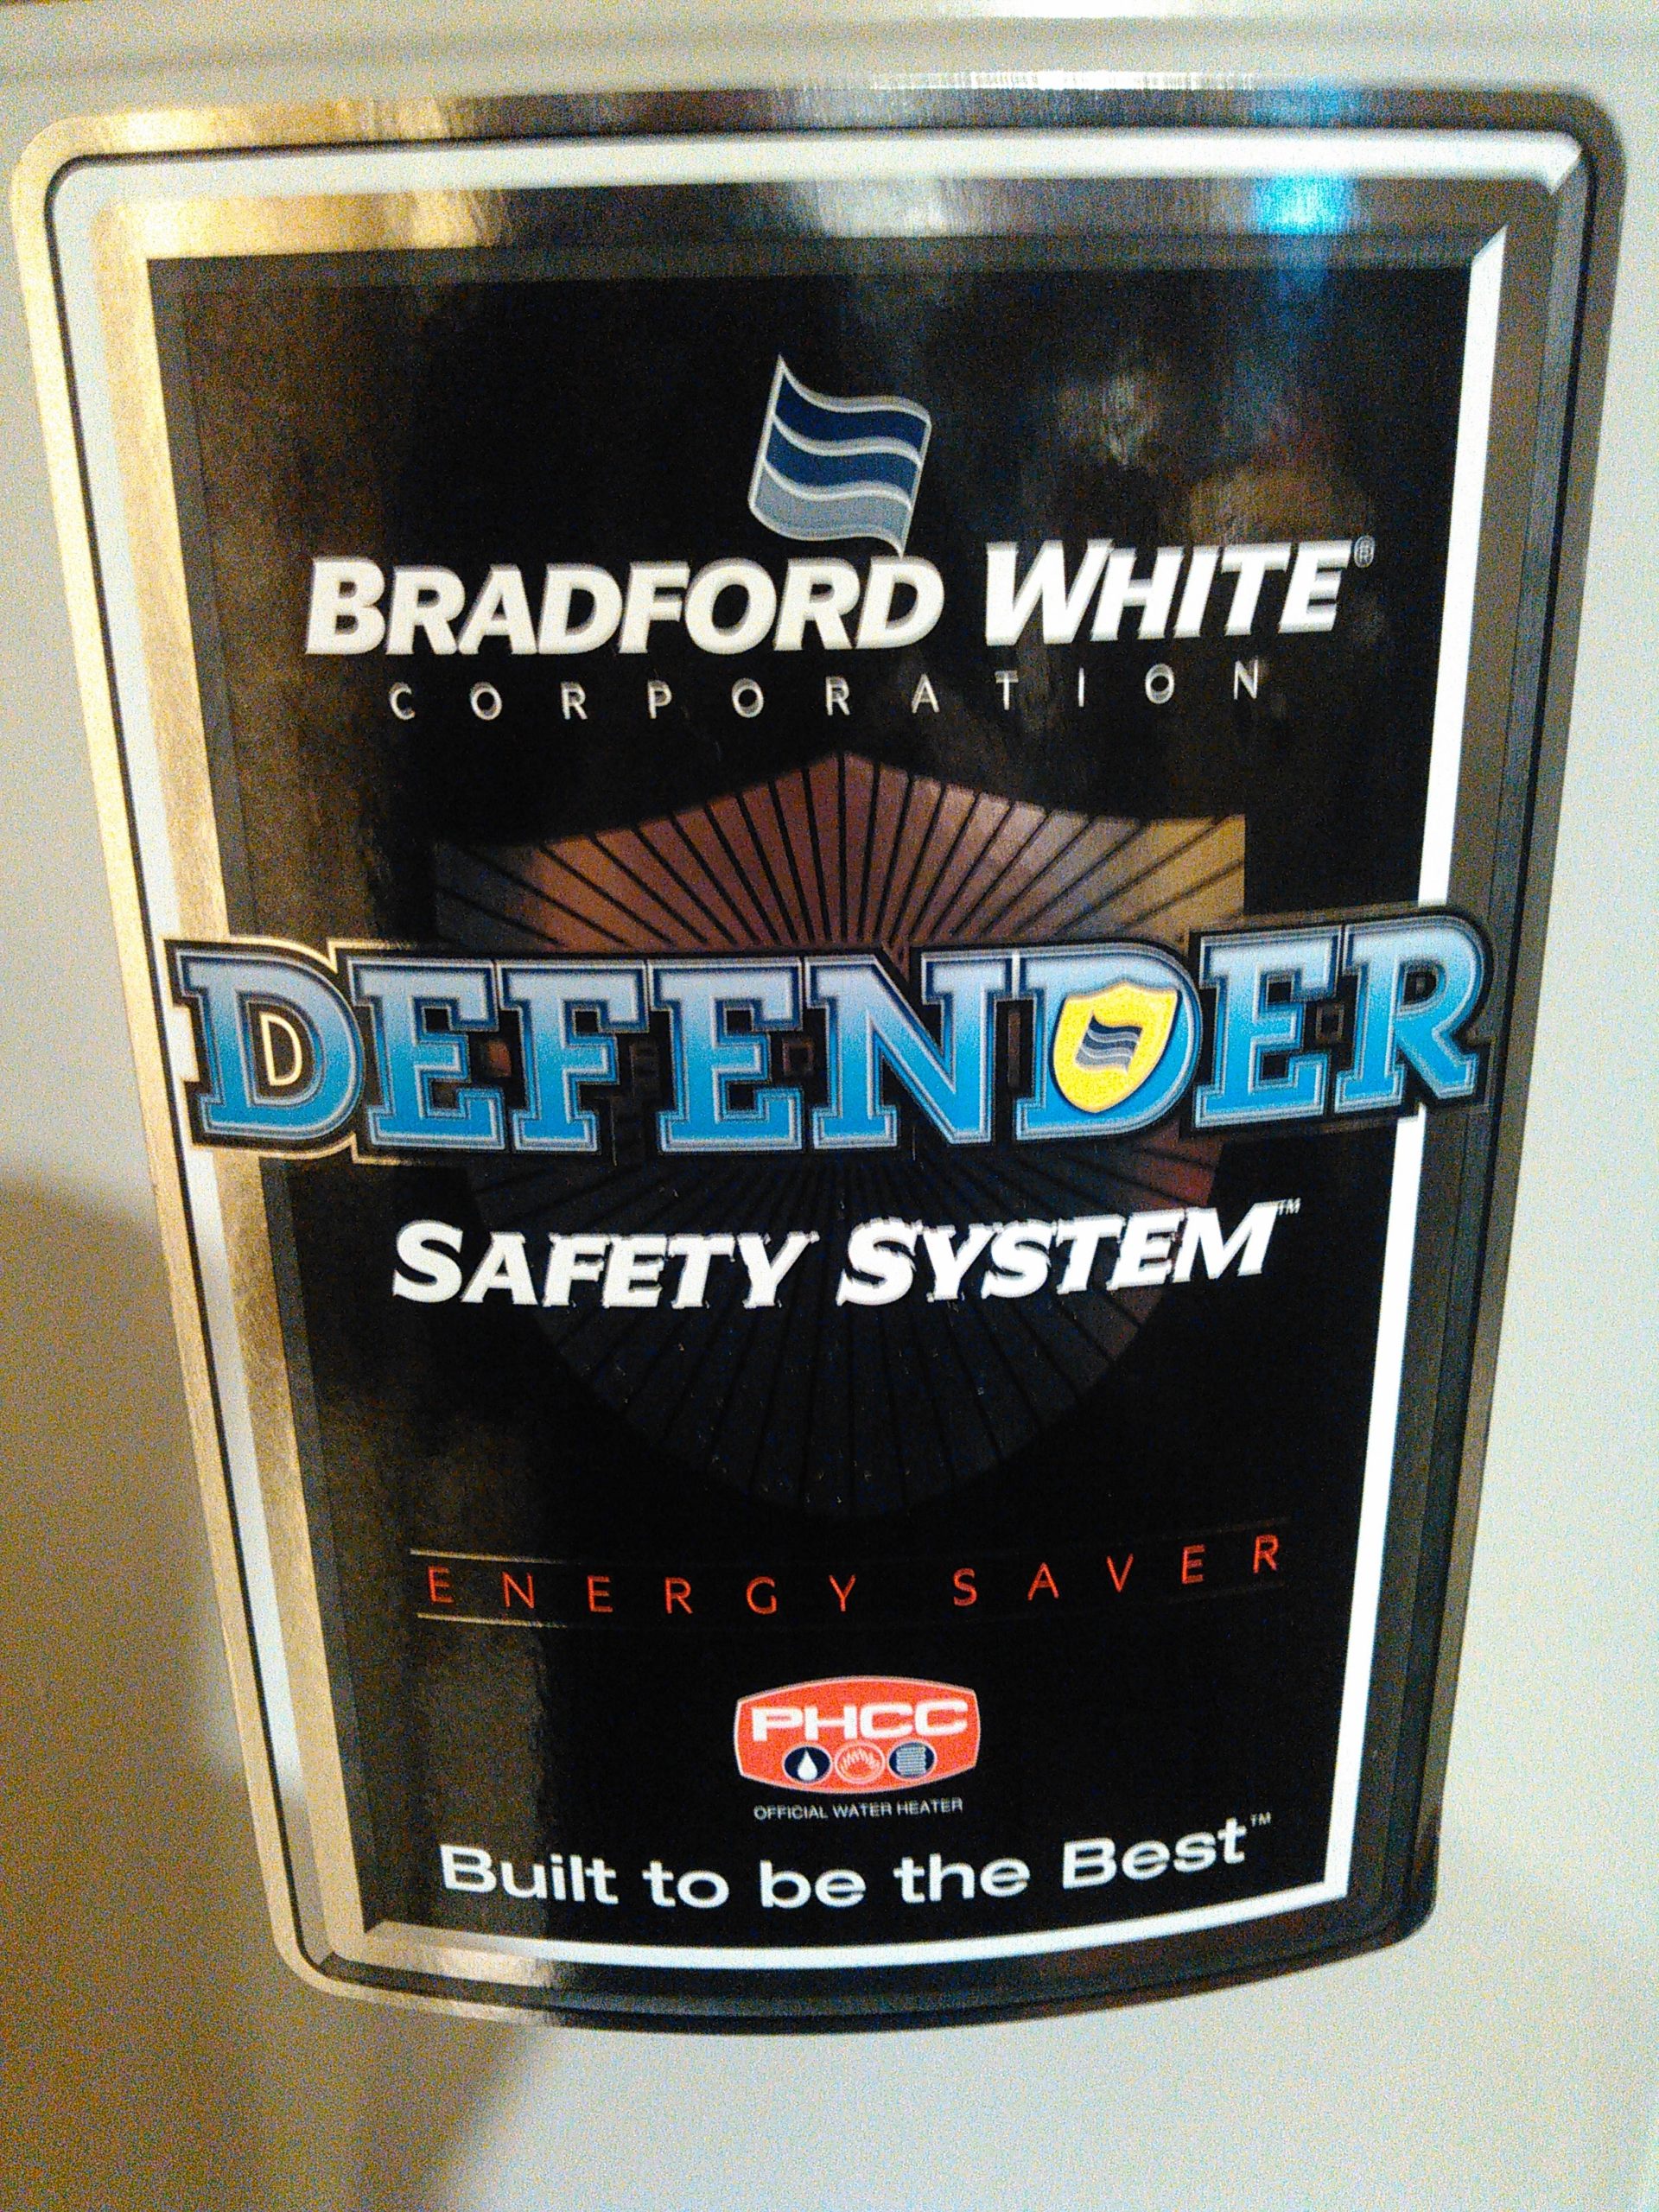 BRADFORD WHITE®
CORPORATION
DEFENDER
SAFETY SYSTEM™
ENERGY SAVER
PHCC
OFFICIAL WATER HEATER
Built to be the Best™